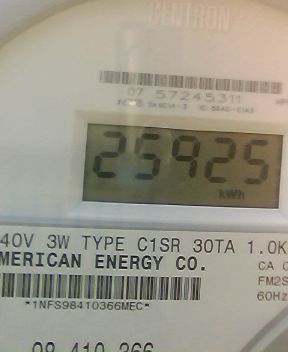 CENTRON
07 57245311
25925
kWh
40V 3W TYPE C1SR 30TA 1.0K
MERICAN ENERGY CO.
CA 0
FM2S
60Hz
*1NFS98410366MEC*
98 410 366